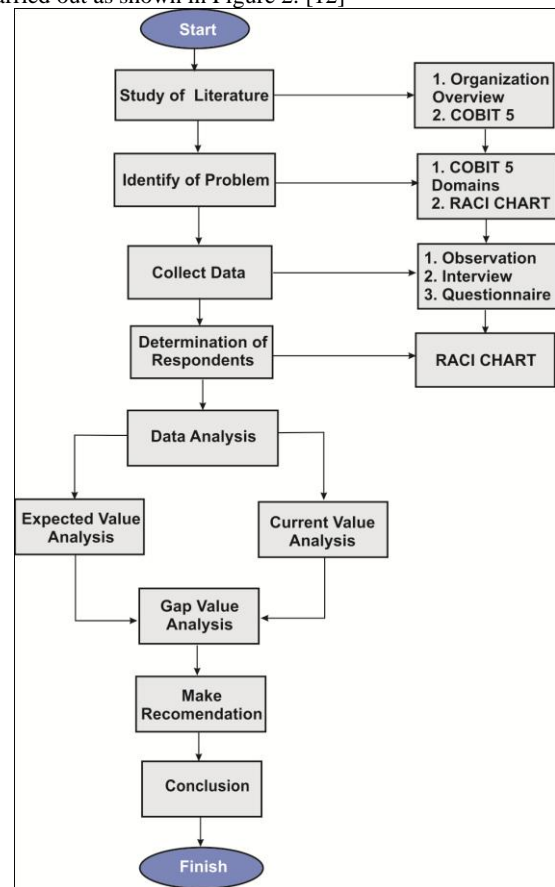 arried out as shown in Figure 2. [12]
Start
Study of Literature
1. Organization
Overview
2. COBIT 5
Identify of Problem
1. COBIT 5
Domains
2. RACI CHART
Collect Data
1. Observation
2. Interview
3. Questionnaire
Determination of
Respondents
RACI CHART
Data Analysis
Expected Value
Analysis
Current Value
Analysis
Gap Value
Analysis
Make
Recomendation
Conclusion
Finish